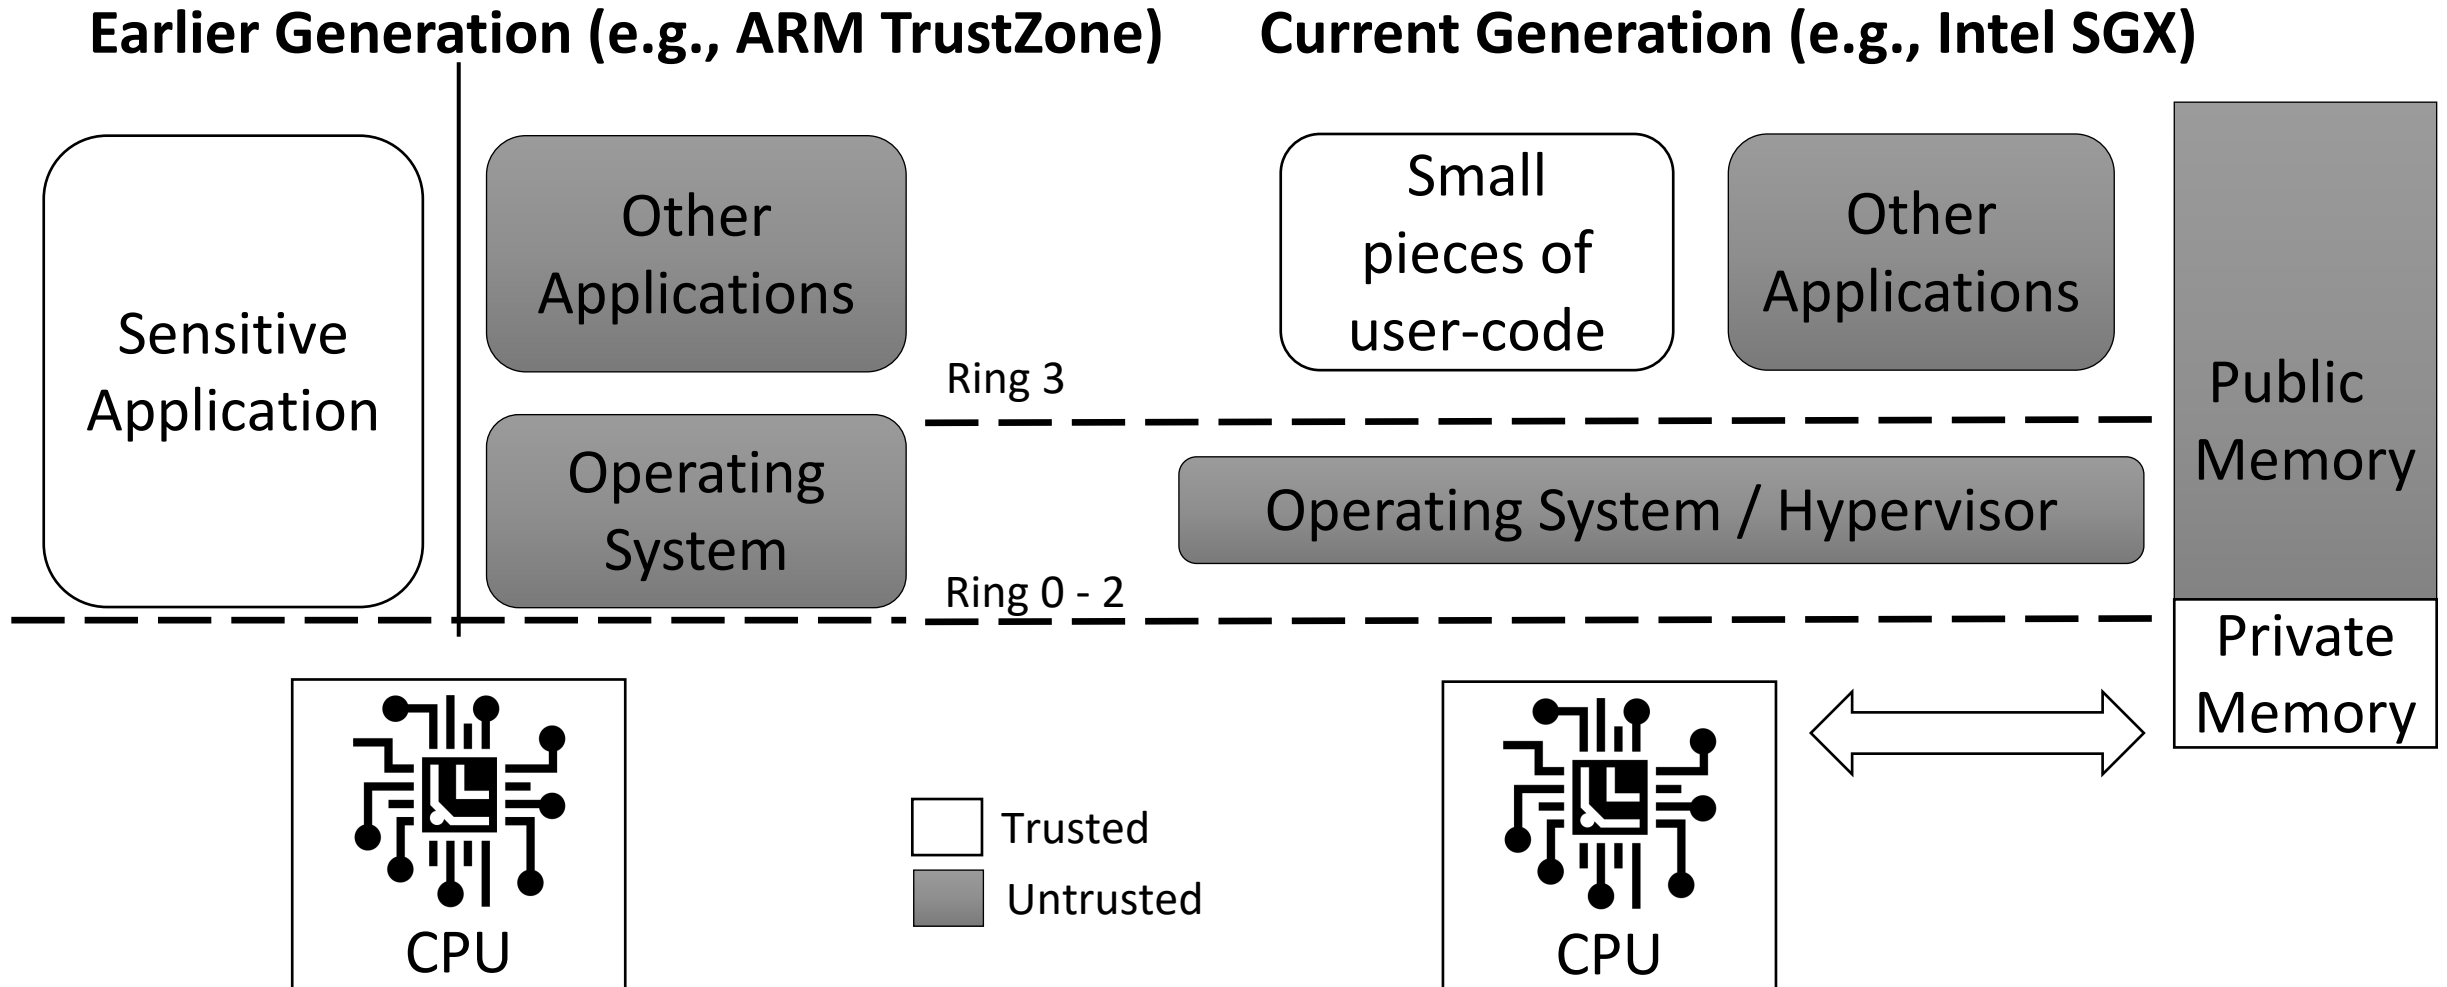 Earlier Generation (e.g., ARM TrustZone)
Current Generation (e.g., Intel SGX)
Sensitive
Application
Other
Applications
Operating
System
Ring 3
Ring 0 - 2
Small
pieces of
user-code
Other
Applications
Operating System / Hypervisor
Public
Memory
Private
Memory
CPU
Trusted
Untrusted
CPU